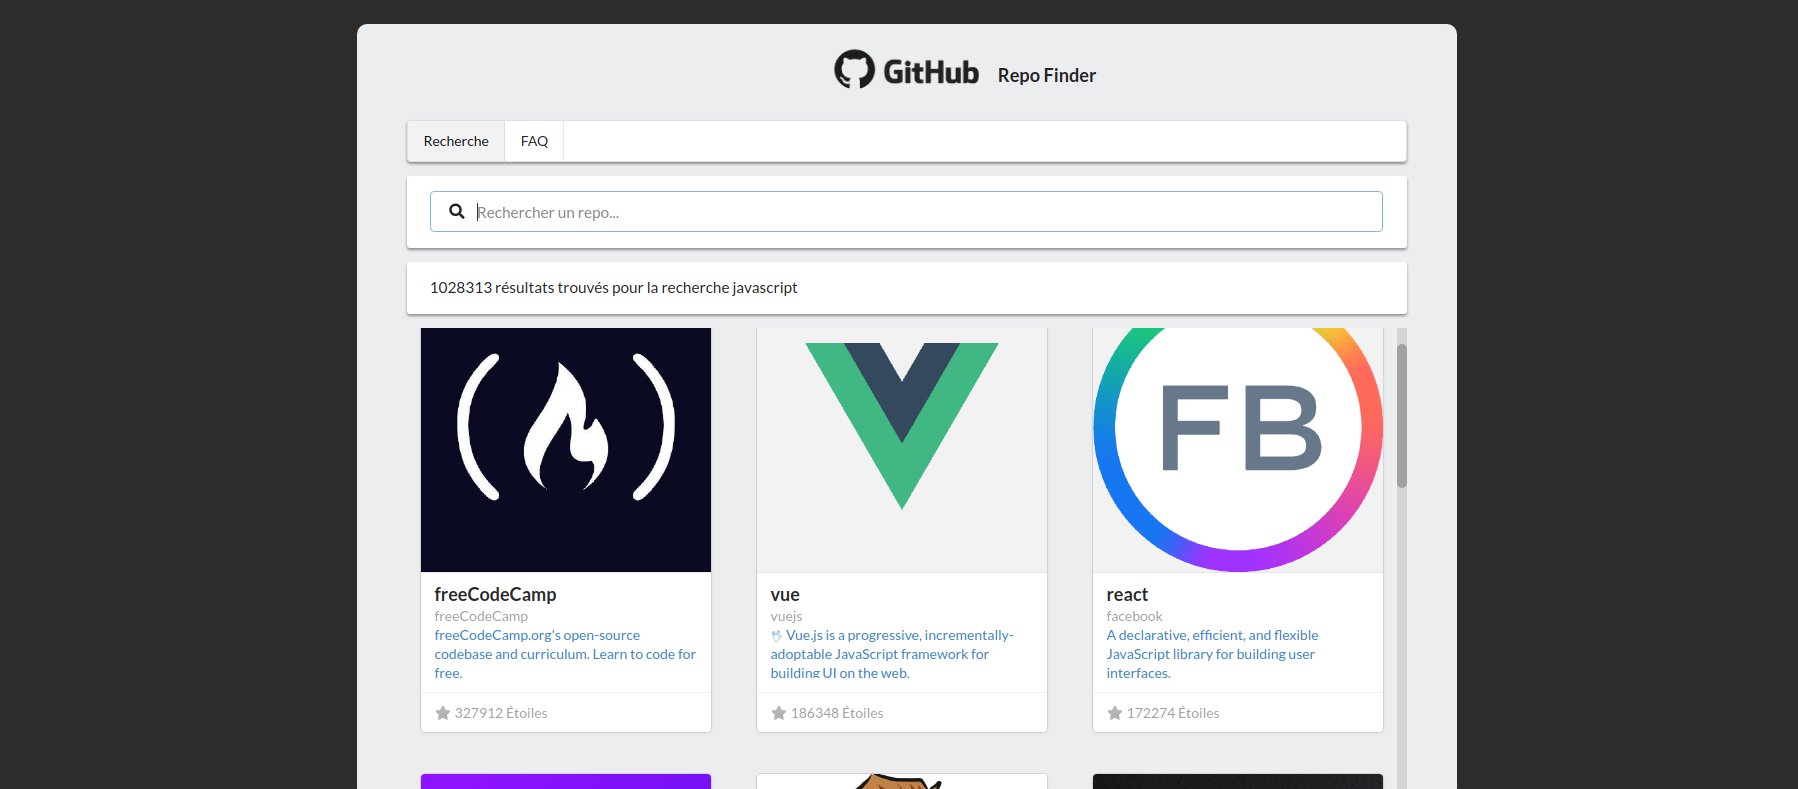 GitHub Repo Finder
Recherche FAQ
Rechercher un repo...
1028313 résultats trouvés pour la recherche javascript
FB
freeCodeCamp
freeCodeCamp
freeCodeCamp.org's open-source
codebase and curriculum. Learn to code for
free.
327912 Étoiles
vue
vuejs
🖖 Vue.js is a progressive, incrementally-
adoptable JavaScript framework for
building UI on the web.
186348 Étoiles
react
facebook
A declarative, efficient, and flexible
JavaScript library for building user
interfaces.
172274 Étoiles